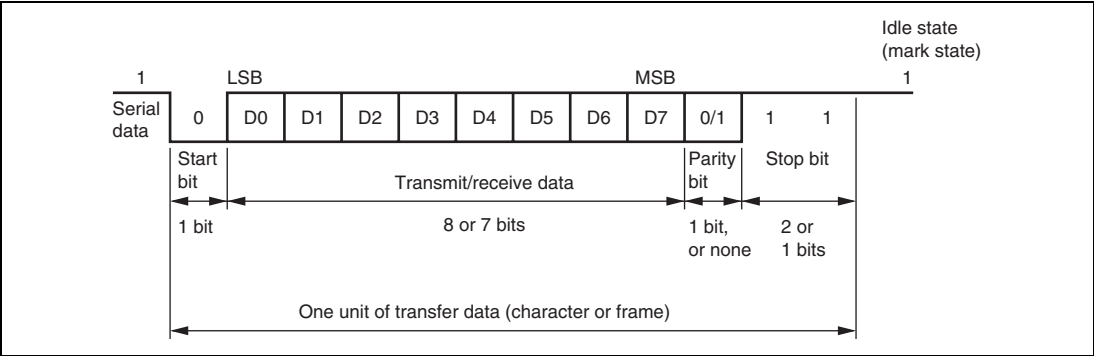 Idle state
(mark state)
1 LSB MSB 1
Serial
data
0 D0 D1 D2 D3 D4 D5 D6 D7 0/1 1 1
Start
bit
Transmit/receive data
Parity
bit
Stop bit
1 bit
8 or 7 bits
1 bit,
or none
2 or
1 bits
One unit of transfer data (character or frame)